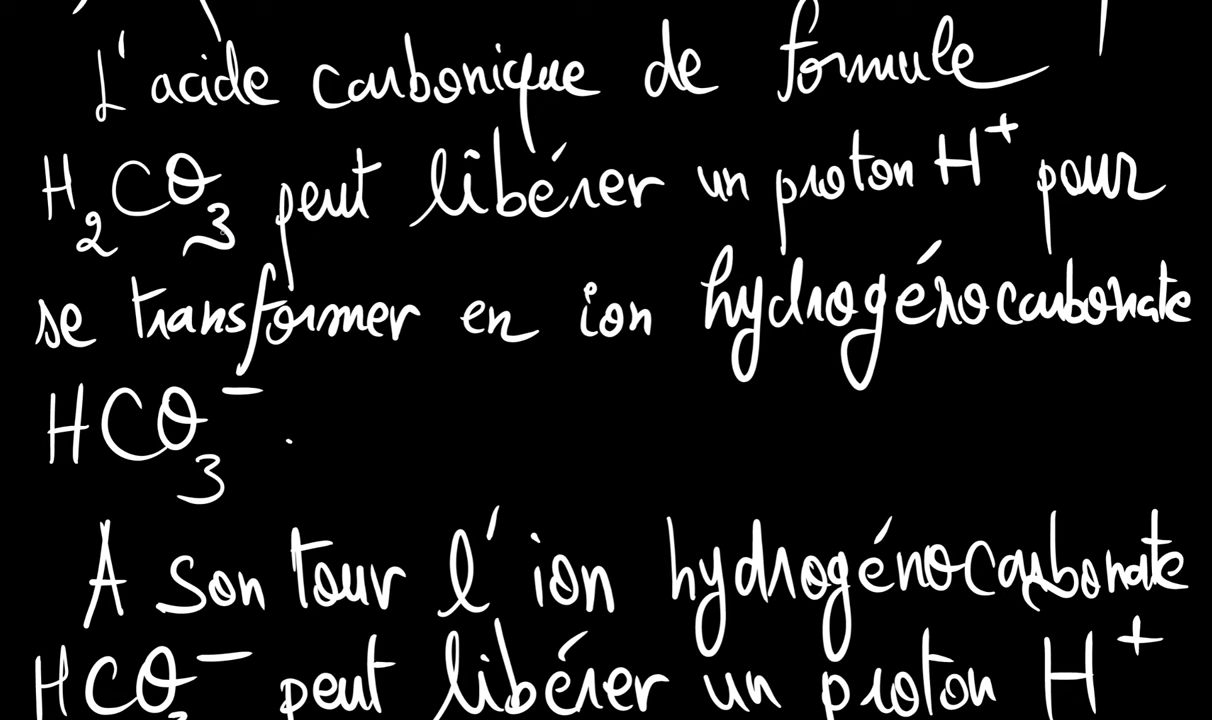 L'acide carbonique de formule
H₂CO₃ peut libérer un proton H⁺ pour
se transformer en ion hydrogénocarbonate
HCO₃⁻ .
A son tour l'ion hydrogénocarbonate
HCO₃⁻ peut libérer un proton H⁺